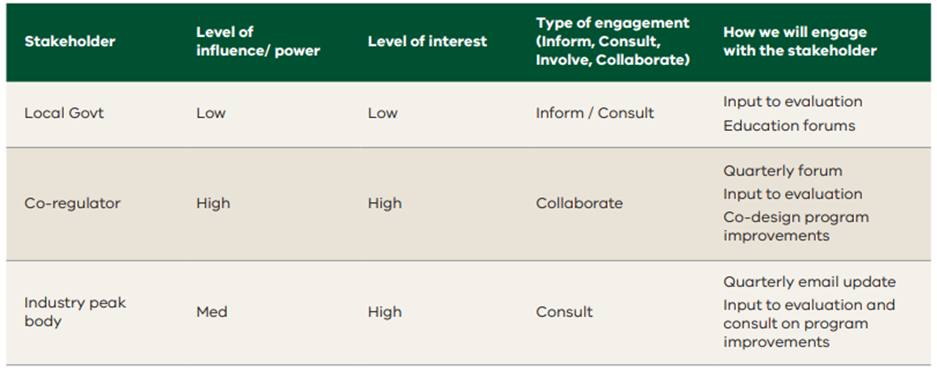 Stakeholder
Level of
influence/ power
Level of interest
Type of engagement
(Inform, Consult,
Involve, Collaborate)
How we will engage
with the stakeholder
Local Govt
Low
Low
Inform / Consult
Input to evaluation
Education forums
Co-regulator
High
High
Collaborate
Quarterly forum
Input to evaluation
Co-design program
improvements
Industry peak
body
Med
High
Consult
Quarterly email update
Input to evaluation and
consult on program
improvements